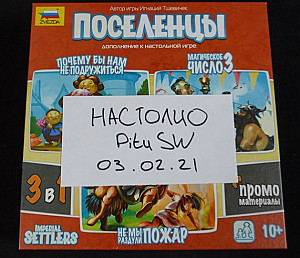 Автор игры Игнаций Тшевичек
ZVEZDA
ПОСЕЛЕНЦЫ
дополнение к настольной игре
ПОЧЕМУ БЫ НАМ
НЕ ПОДРУЖИТЬСЯ
МАГИЧЕСКОЕ
ЧИСЛО 3
НАСТОЛИО
Pitu SW
03.02.21
3 в 1
ПРОМО
материалы
IMPERIAL
SETTLERS
НЕ МЫ
РАЗДУЛИ ПОЖАР
10+